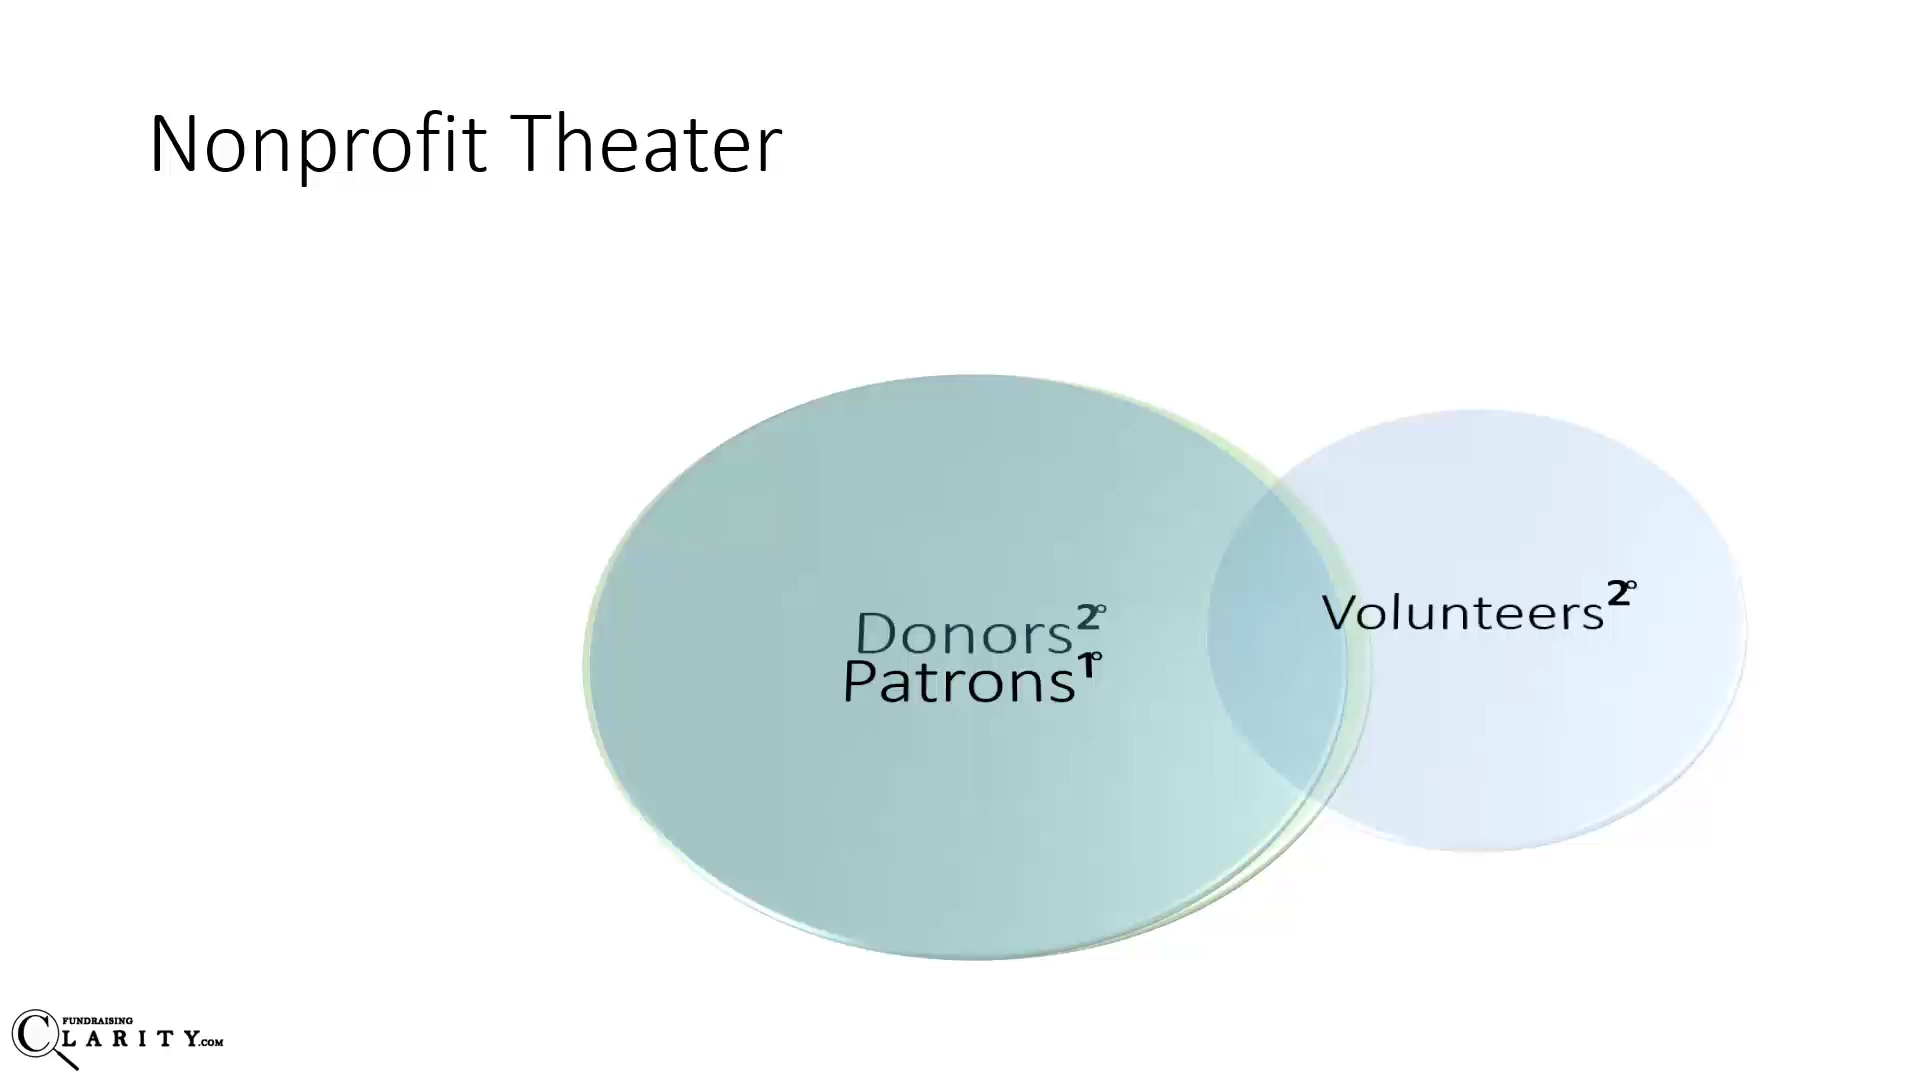 Nonprofit Theater
Donors2°
Patrons1°
Volunteers2°
FUNDRAISING
CLARITY.COM